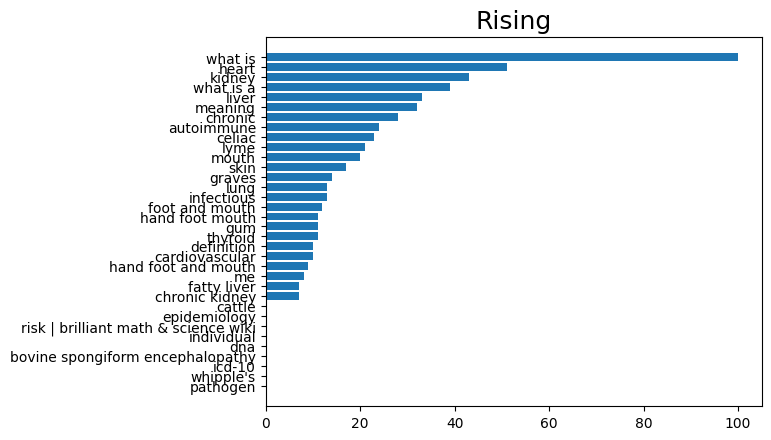 Rising
what is
heart
kidney
what is a
liver
meaning
chronic
autoimmune
celiac
lyme
mouth
skin
graves
lung
infectious
foot and mouth
hand foot mouth
gum
thyroid
definition
cardiovascular
hand foot and mouth
me
fatty liver
chronic kidney
cattle
epidemiology
risk | brilliant math & science wiki
individual
dna
bovine spongiform encephalopathy
icd-10
whipple's
pathogen
0 20 40 60 80 100